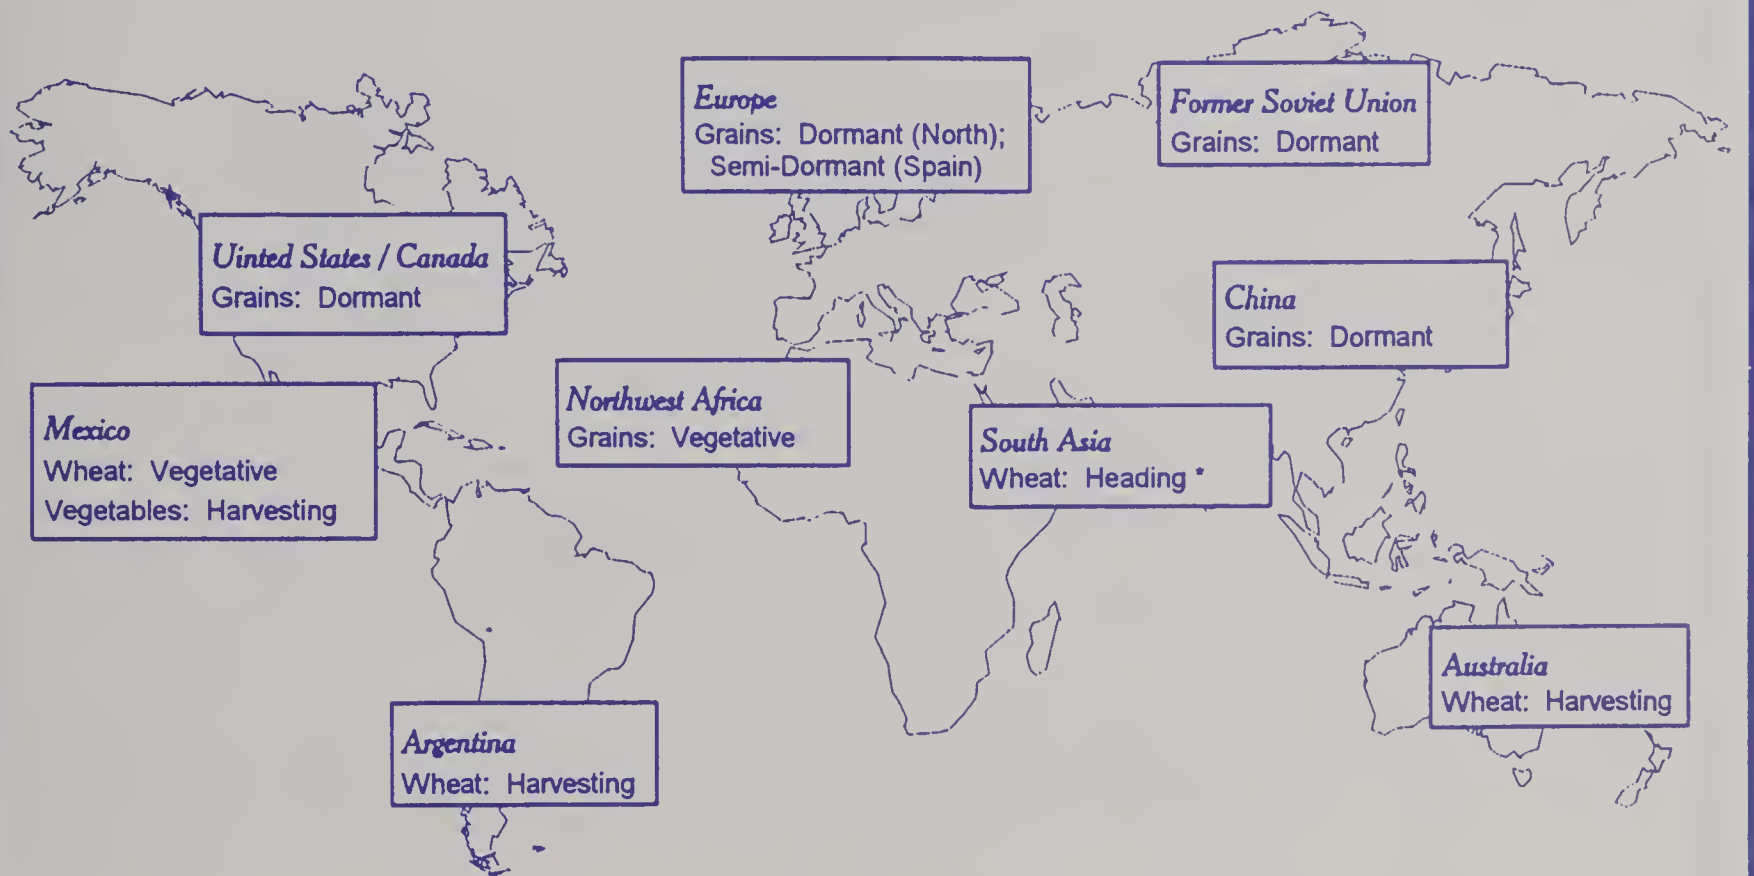 Europe
Grains: Dormant (North);
Semi-Dormant (Spain)
Former Soviet Union
Grains: Dormant
Uinted States / Canada
Grains: Dormant
China
Grains: Dormant
Mexico
Wheat: Vegetative
Vegetables: Harvesting
Northwest Africa
Grains: Vegetative
South Asia
Wheat: Heading *
Australia
Wheat: Harvesting
Argentina
Wheat: Harvesting